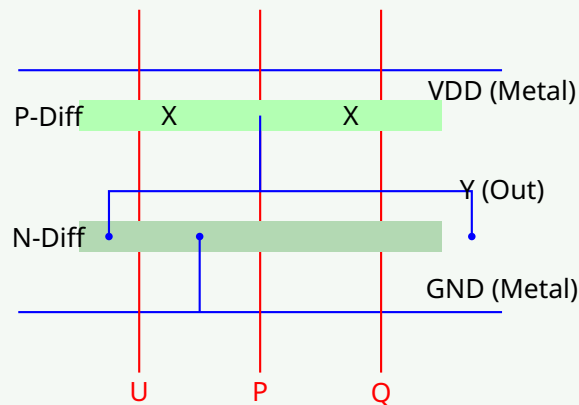 VDD (Metal)
P-Diff
X
X
Y (Out)
N-Diff
GND (Metal)
U
P
Q